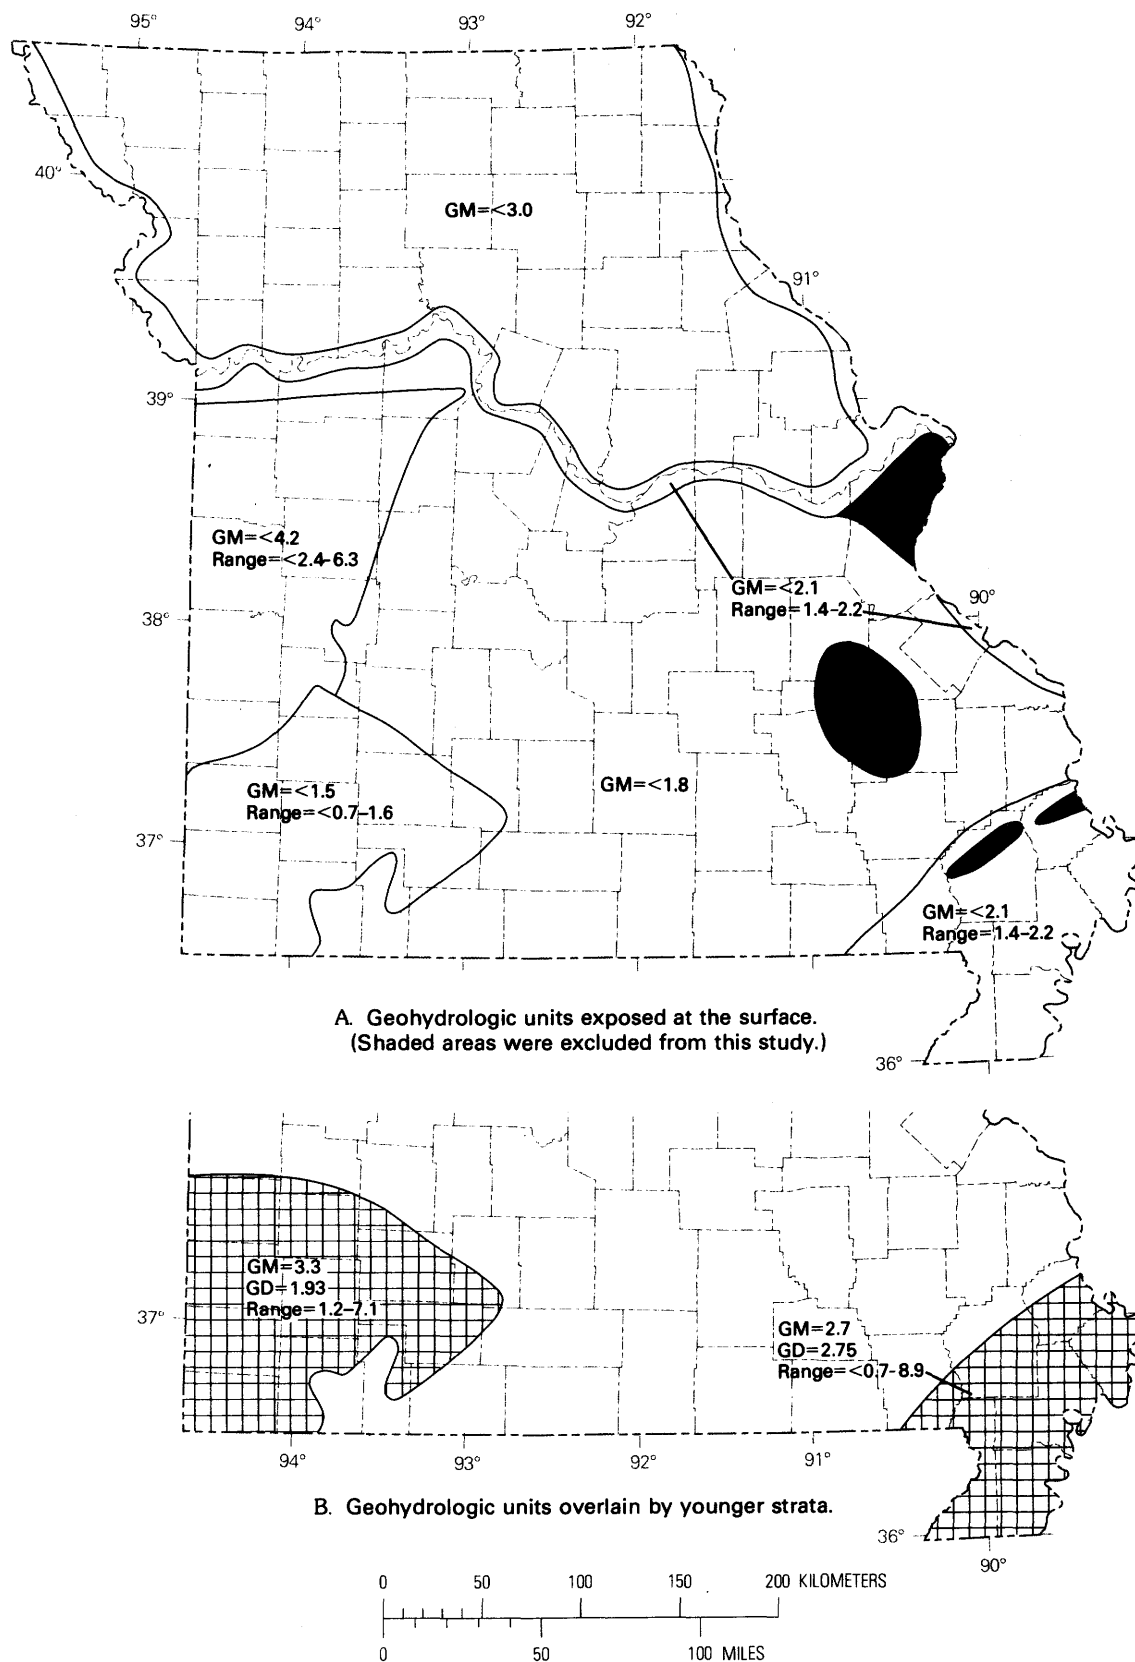 95° 94° 93° 92°
40°
GM=<3.0
91°
39°
GM=<4.2
Range=<2.4–6.3
GM=<2.1
Range=1.4–2.2
90°
38°
GM=<1.5
Range=<0.7–1.6
GM=<1.8
37°
GM=<2.1
Range=1.4–2.2
A. Geohydrologic units exposed at the surface.
(Shaded areas were excluded from this study.)
36°
GM=3.3
GD=1.93
Range=1.2–7.1
37°
GM=2.7
GD=2.75
Range=<0.7–8.9
94° 93° 92° 91°
B. Geohydrologic units overlain by younger strata.
36°
90°
0 50 100 150 200 KILOMETERS
0 50 100 MILES